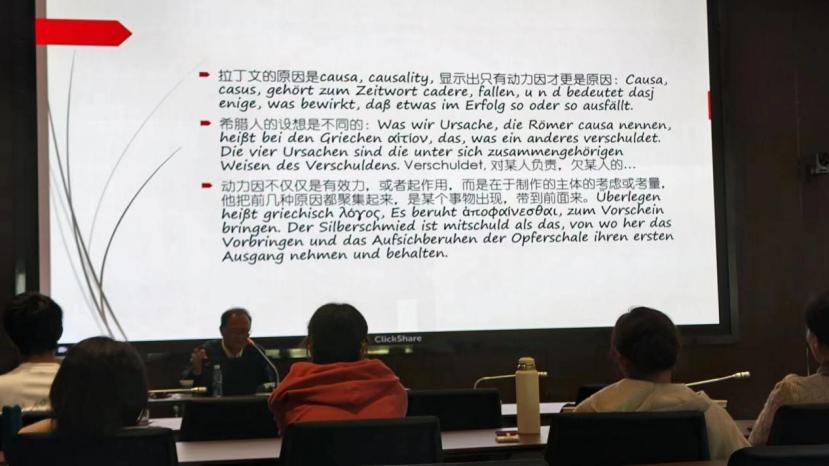 拉丁文的原因是causa, causality, 显示出只有动力因才更是原因：Causa,
casus, gehört zum Zeitwort cadere, fallen, u n d bedeutet dasj
enige, was bewirkt, daß etwas im Erfolg so oder so ausfällt.
希腊人的设想是不同的：Was wir Ursache, die Römer causa nennen,
heißt bei den Griechen αίτίον, das, was ein anderes verschuldet.
Die vier Ursachen sind die unter sich zusammengehörigen
Weisen des Verschuldens. Verschuldet, 对某人负责，欠某人的...
动力因不仅仅是有效力，或者起作用，而是在于制作的主体的考虑或考量，
他把前几种原因都聚集起来，是某个事物出现，带到前面来。Überlegen
heißt griechisch λόγος, Es beruht άποφαίνεσθαι, zum Vorschein
bringen. Der Silberschmied ist mitschuld als das, von wo her das
Vorbringen und das Aufsichberuhen der Opferschale ihren ersten
Ausgang nehmen und behalten.
ClickShare